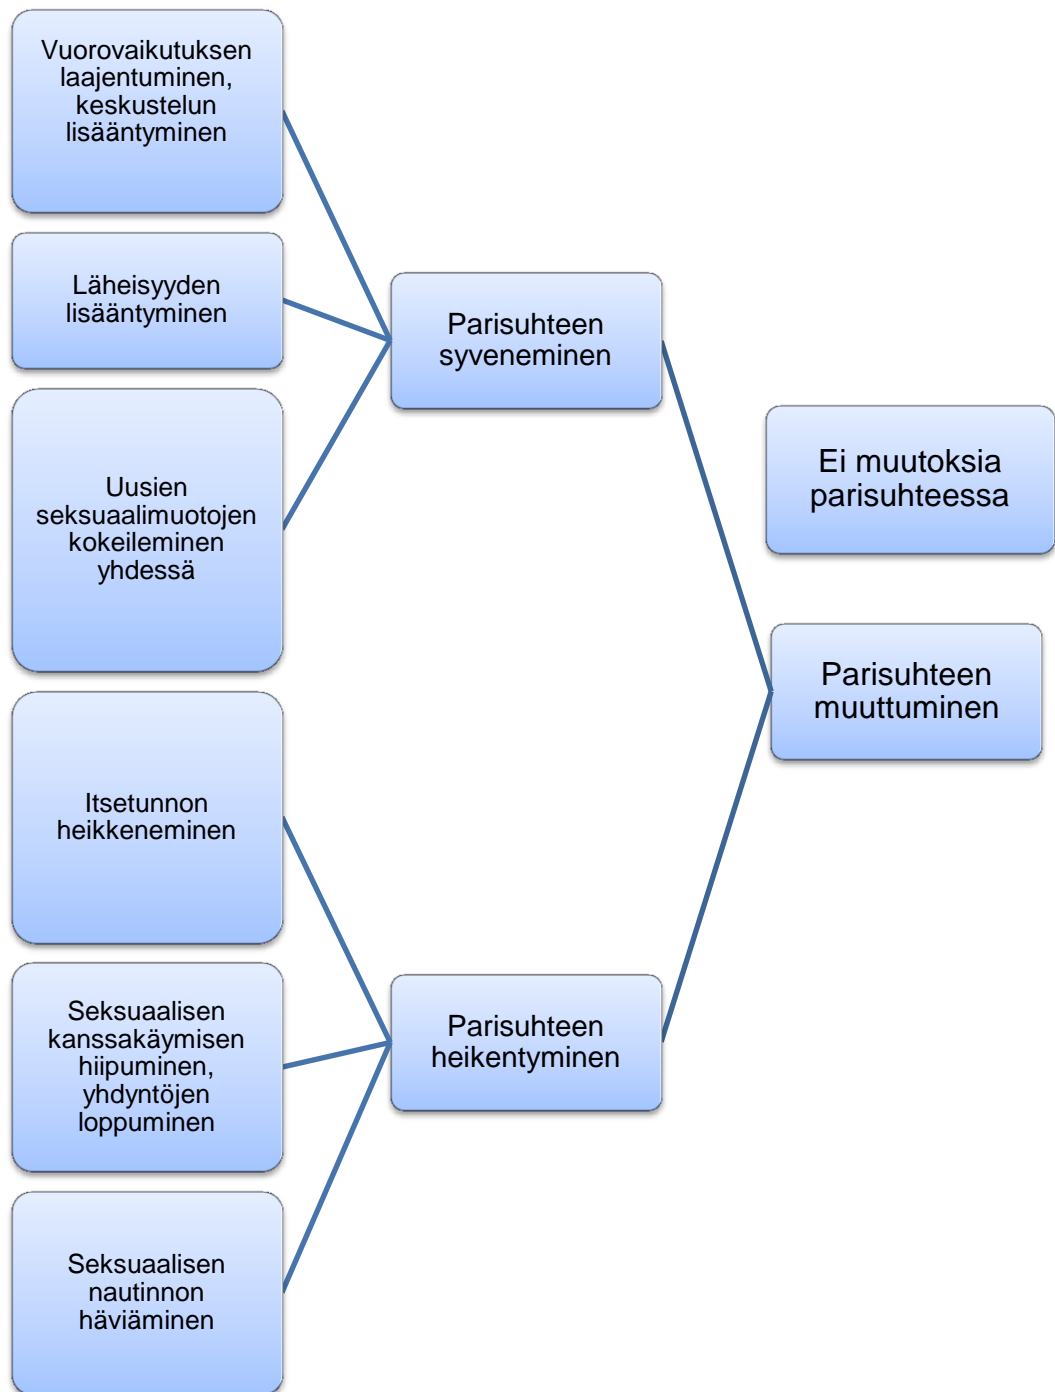 Vuorovaikutuksen
laajentuminen,
keskustelun
lisääntyminen
Läheisyyden
lisääntyminen
Uusien
seksuaalimuotojen
kokeileminen
yhdessä
Itsetunnon
heikkeneminen
Seksuaalisen
kanssakäymisen
hiipuminen,
yhdyntöjen
loppuminen
Seksuaalisen
nautinnon
häviäminen
Parisuhteen
syveneminen
Parisuhteen
heikentyminen
Ei muutoksia
parisuhteessa
Parisuhteen
muuttuminen